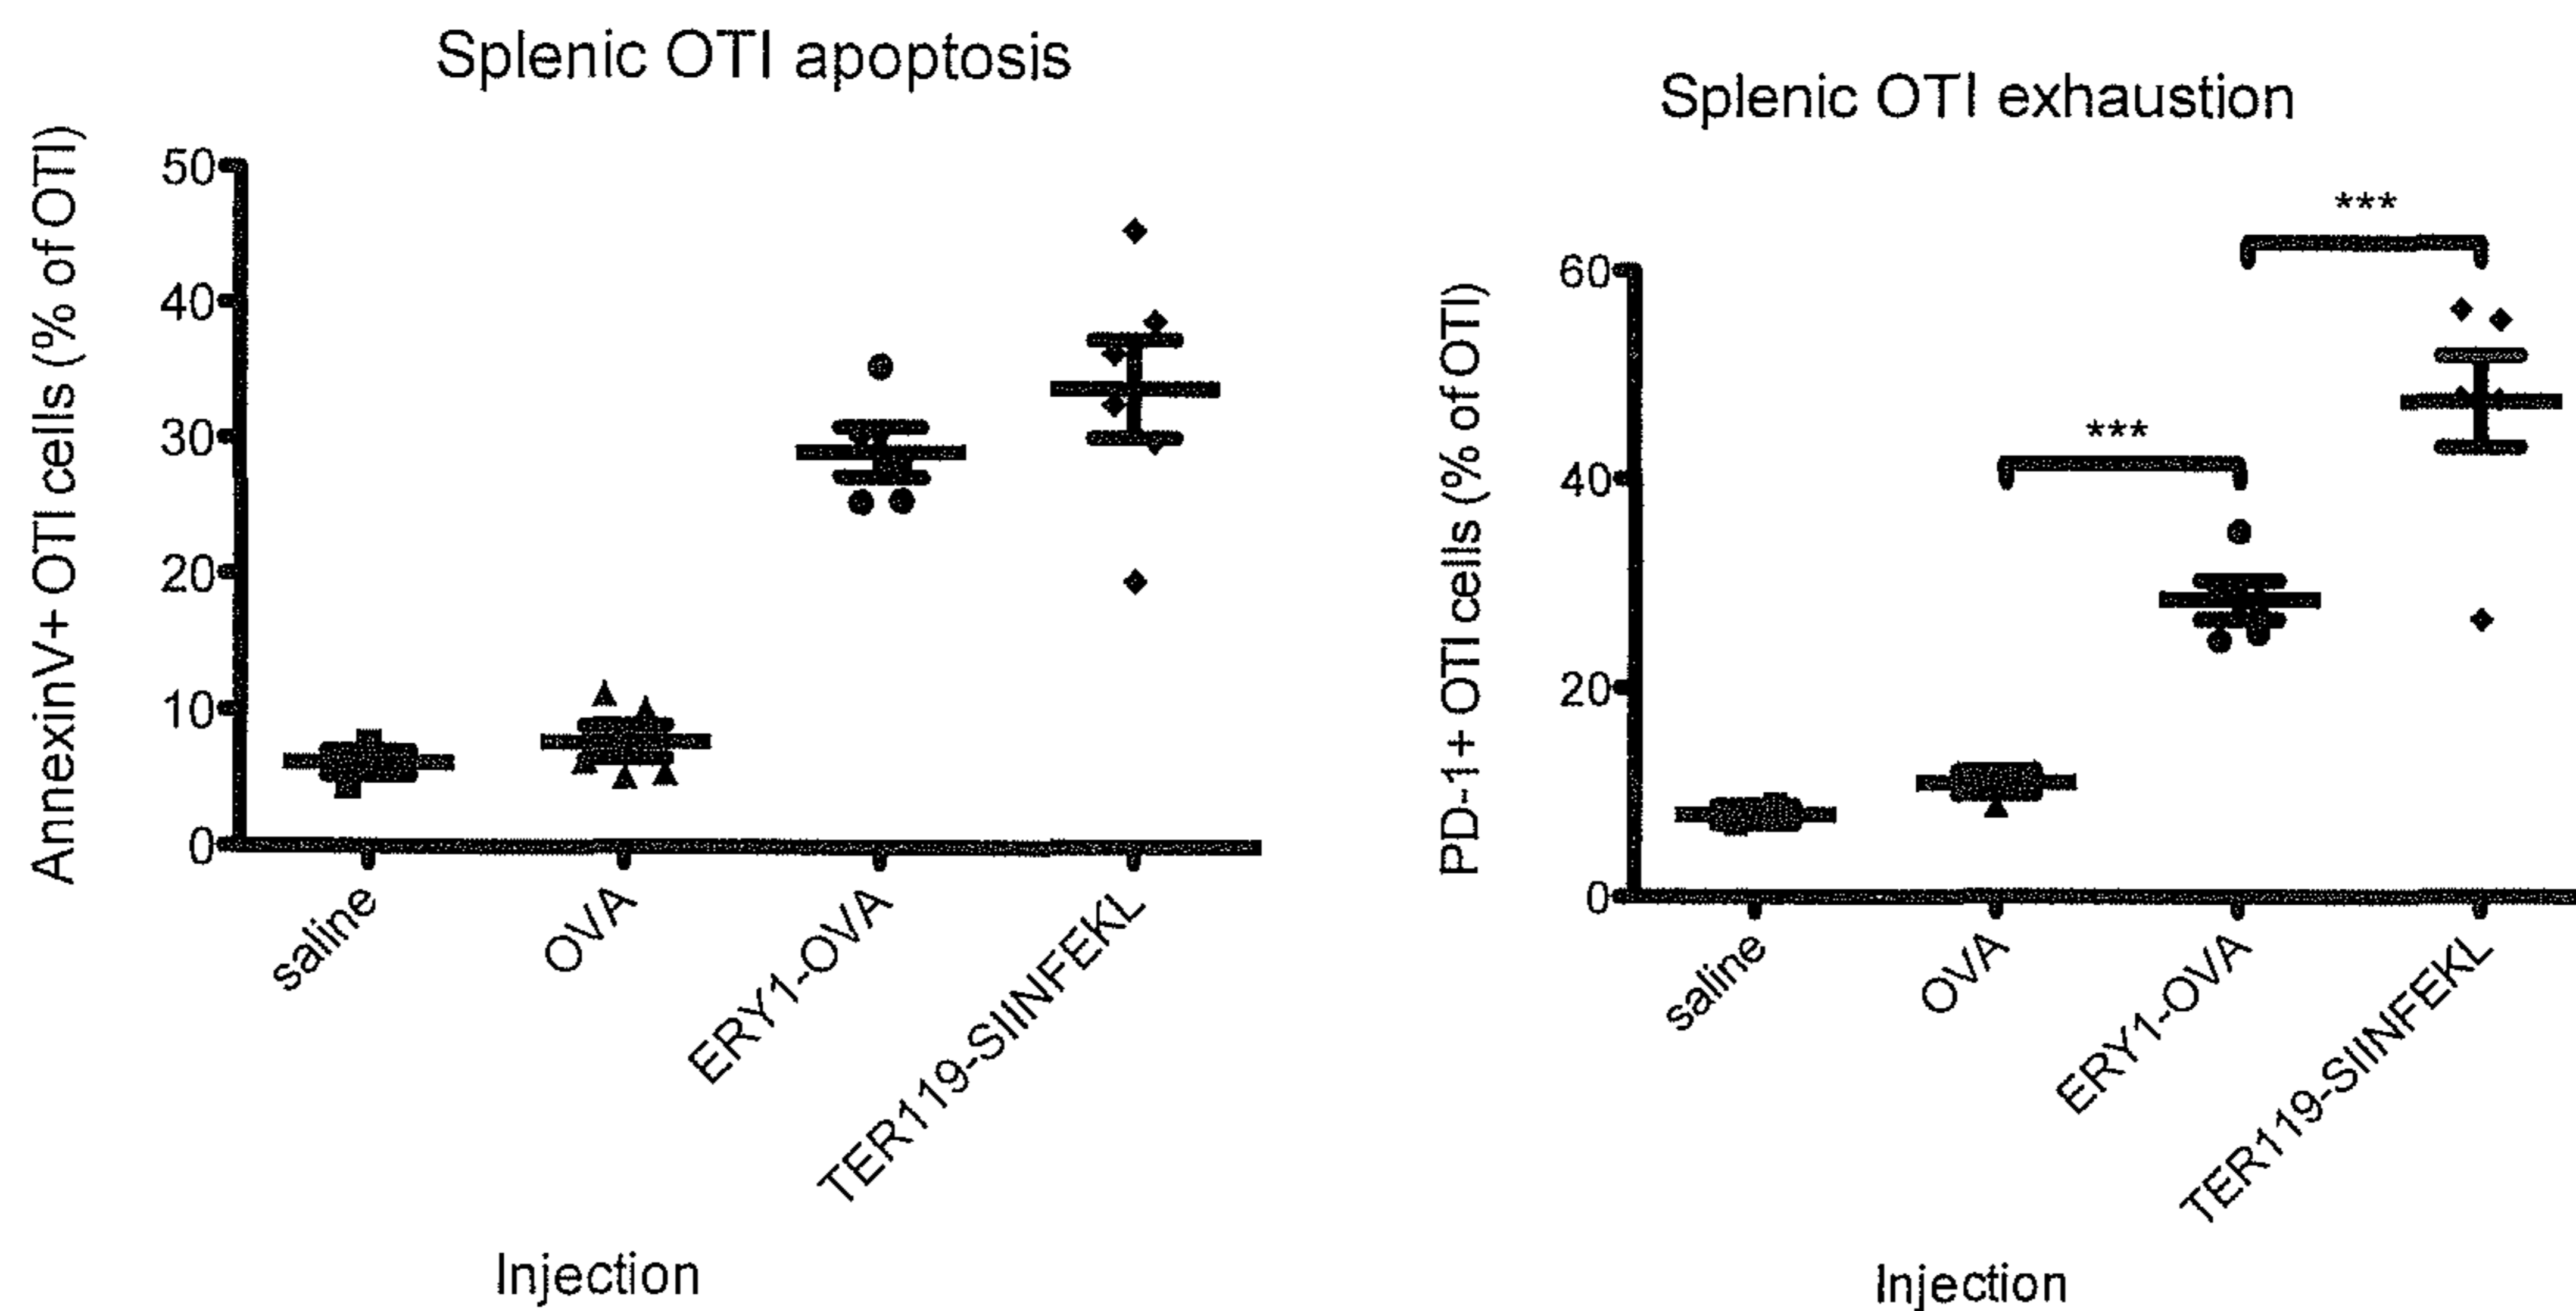 Splenic OTI apoptosis
AnnexinV+ OTI cells (% of OTI)
50
40
30
20
10
0
saline
OVA
ERY1-OVA
TER119-SIINFEKL
Injection
Splenic OTI exhaustion
PD-1+ OTI cells (% of OTI)
60
40
20
0
***
***
saline
OVA
ERY1-OVA
TER119-SIINFEKL
Injection